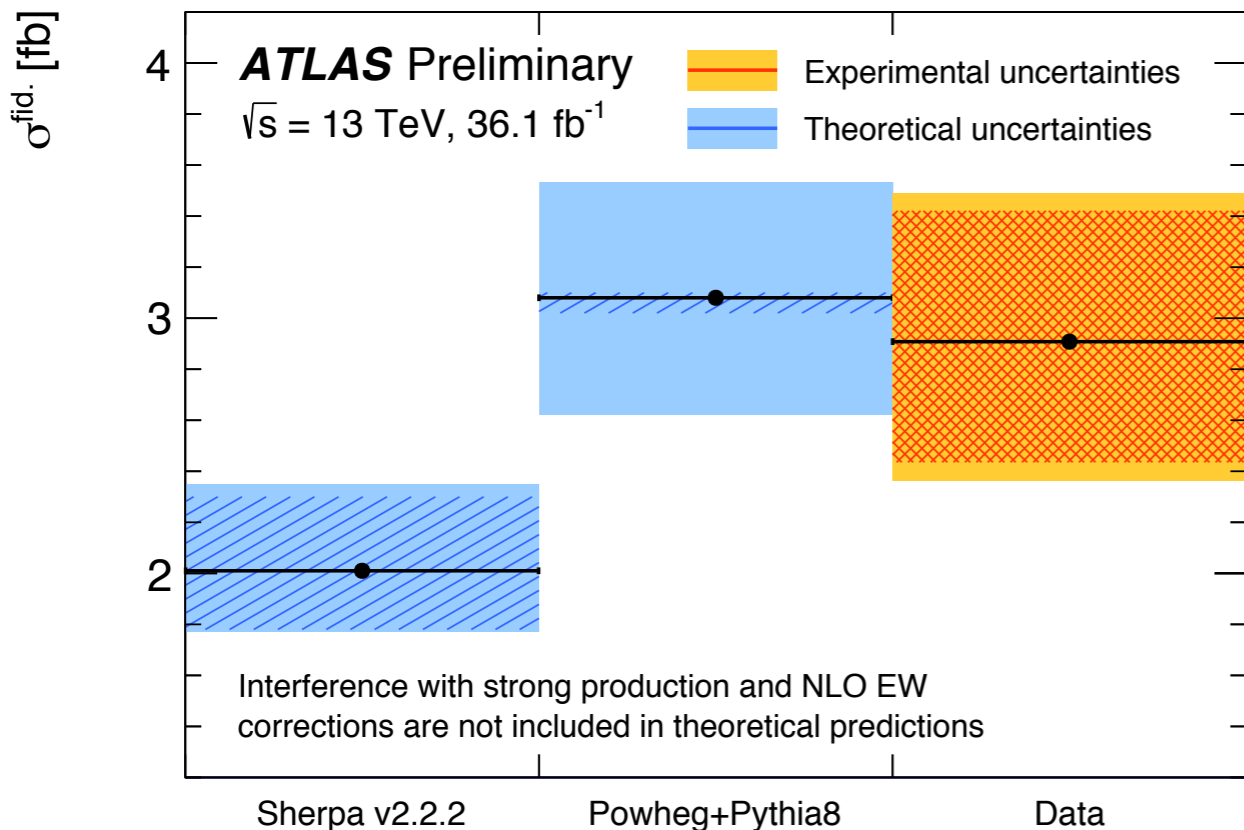 σfid. [fb]
4
3
2
ATLAS Preliminary
√s = 13 TeV, 36.1 fb-1
Experimental uncertainties
Theoretical uncertainties
Interference with strong production and NLO EW
corrections are not included in theoretical predictions
Sherpa v2.2.2
Powheg+Pythia8
Data